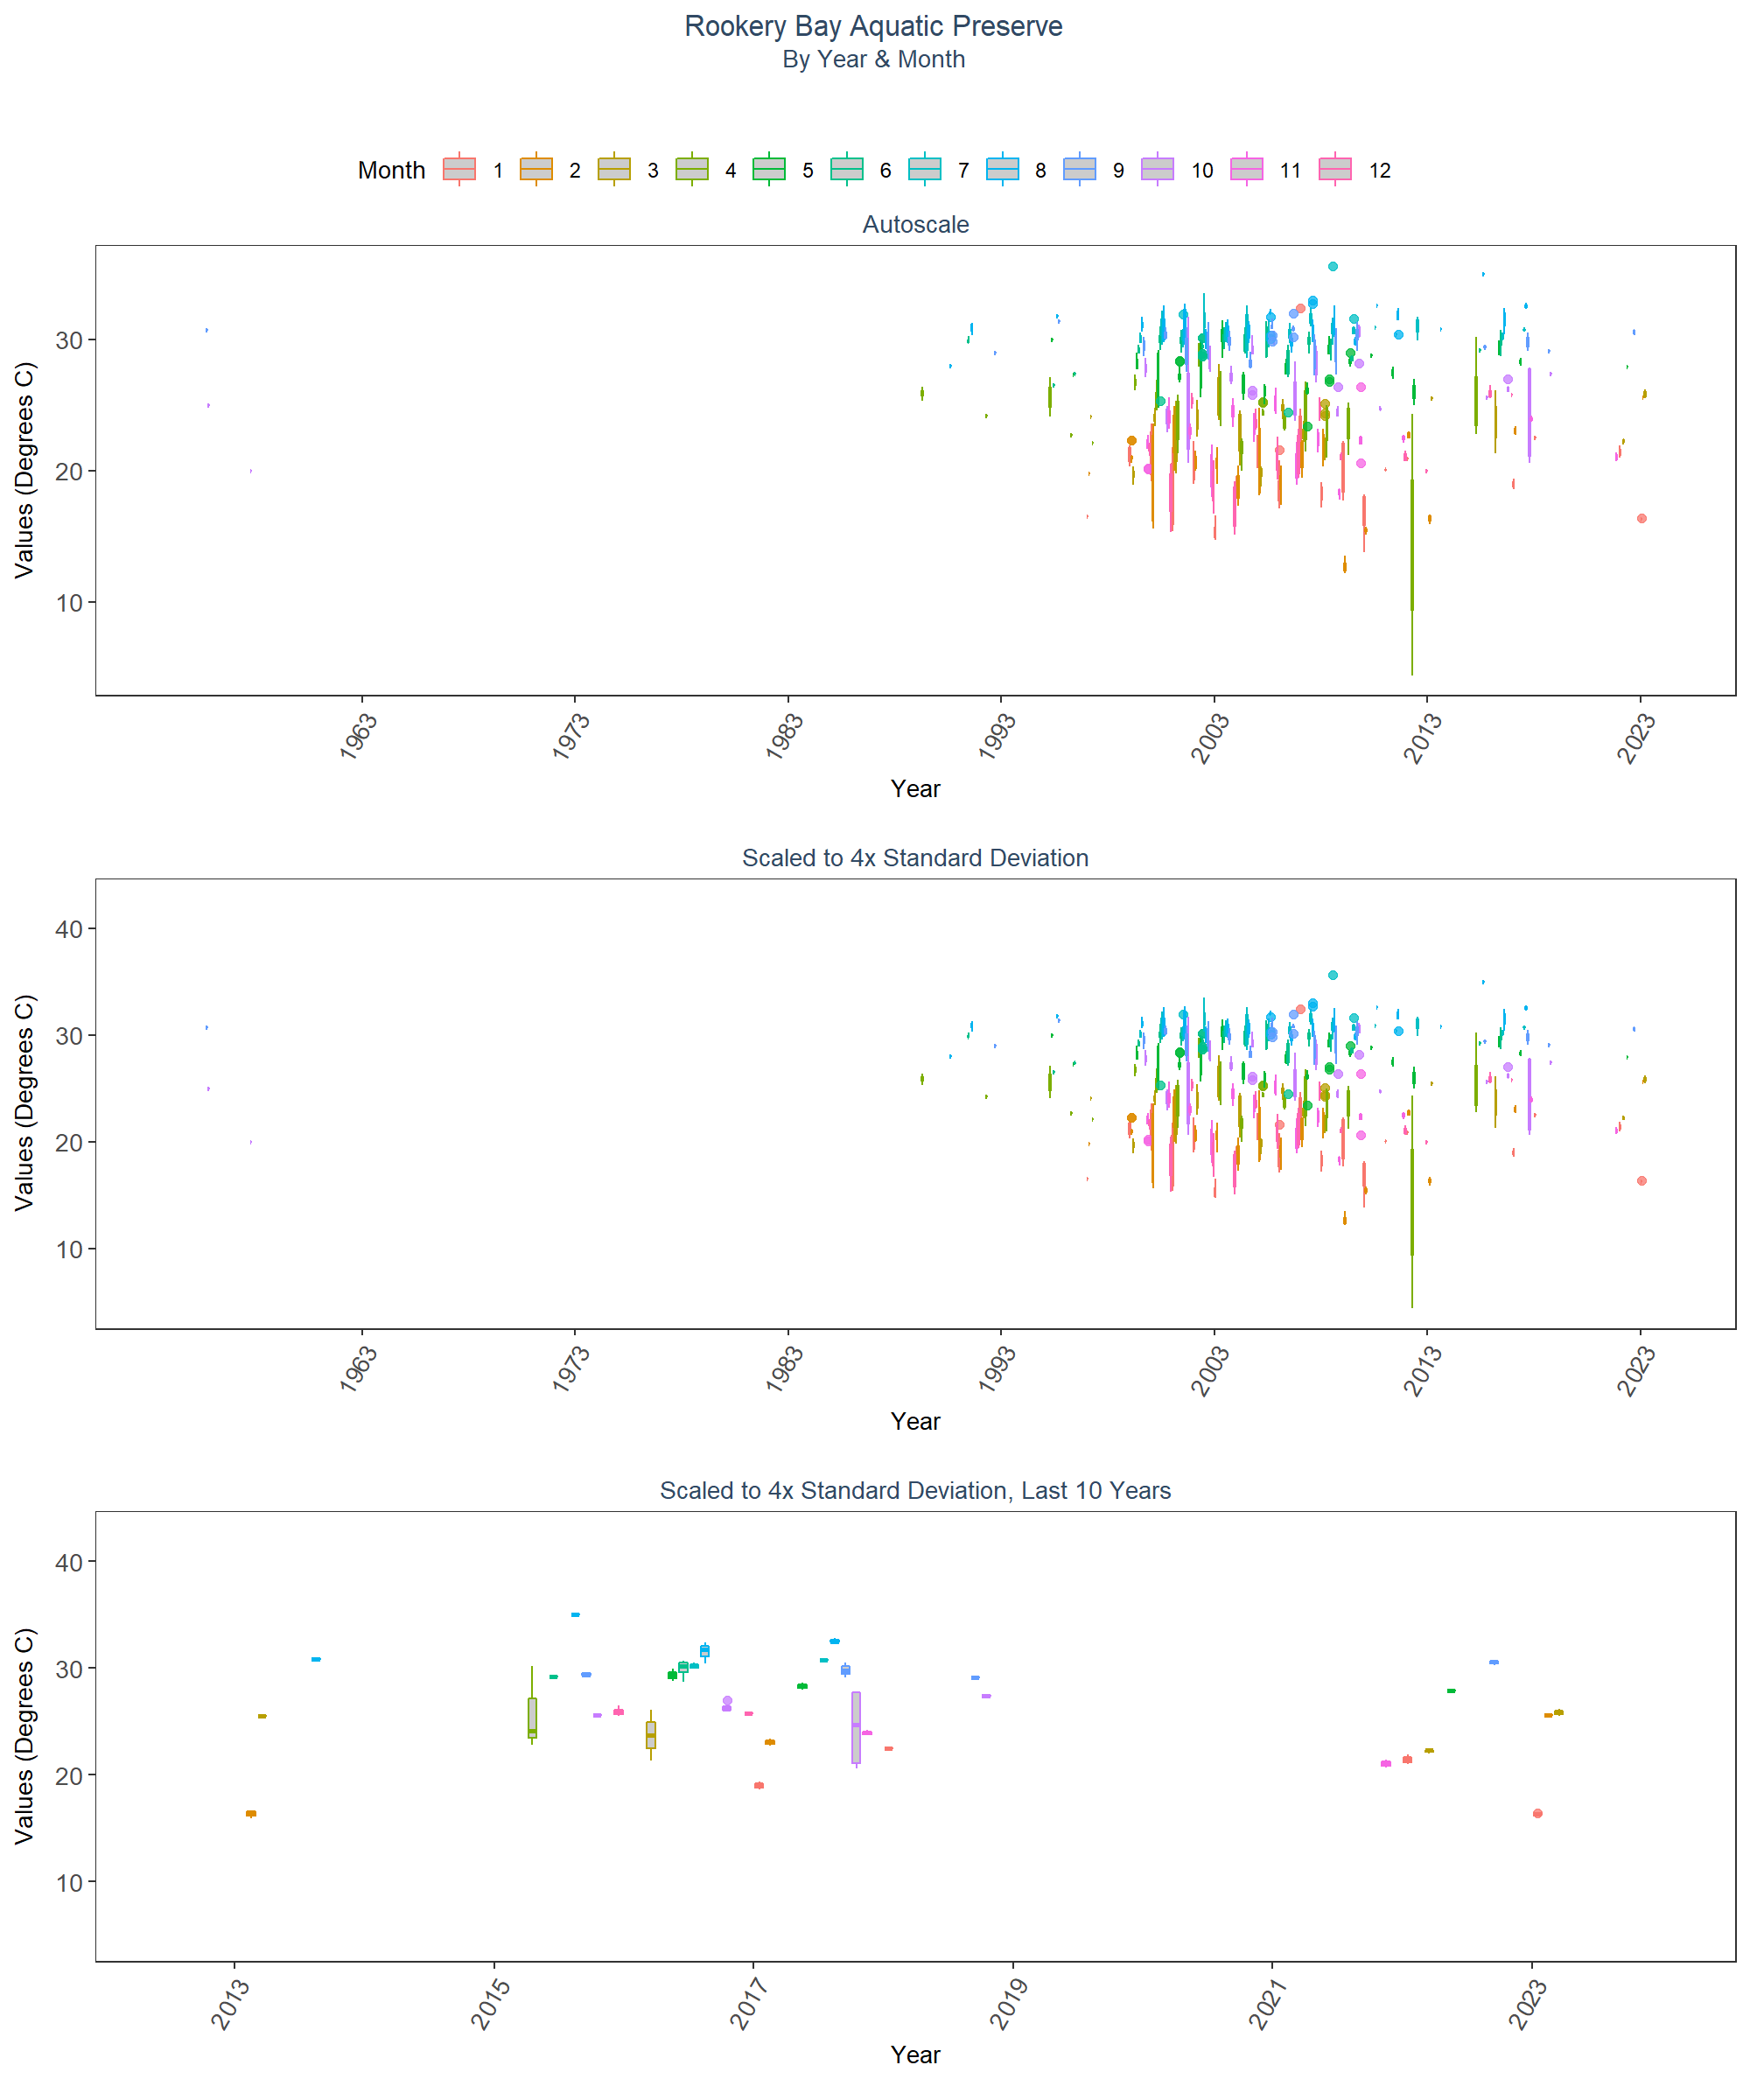 Rookery Bay Aquatic Preserve
By Year & Month
Month 1 2 3 4 5 6 7 8 9 10 11 12
Autoscale
Values (Degrees C)
30
20
10
1963 1973 1983 1993 2003 2013 2023
Year
Scaled to 4x Standard Deviation
Values (Degrees C)
40
30
20
10
1963 1973 1983 1993 2003 2013 2023
Year
Scaled to 4x Standard Deviation, Last 10 Years
Values (Degrees C)
40
30
20
10
2013 2015 2017 2019 2021 2023
Year